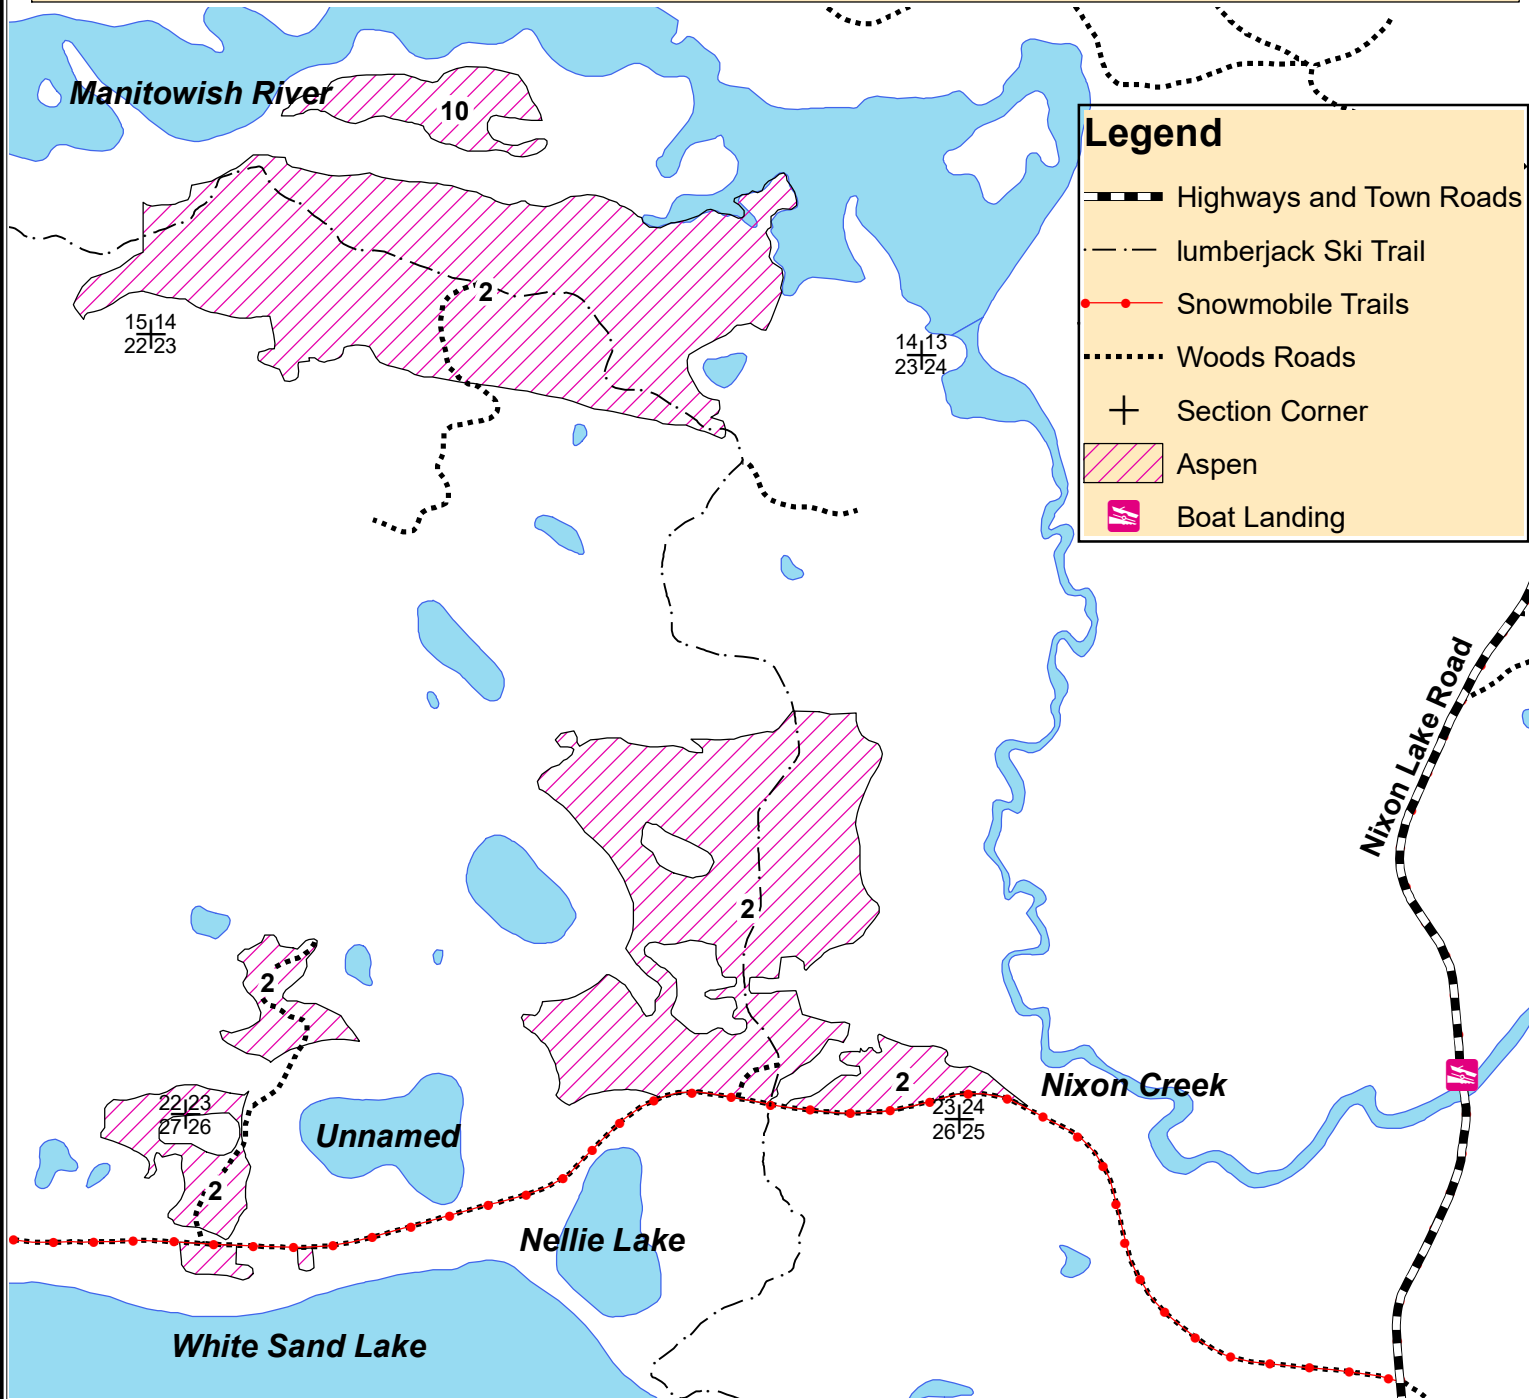 Manitowish River
10
Legend
Highways and Town Roads
lumberjack Ski Trail
Snowmobile Trails
Woods Roads
Section Corner
Aspen
Boat Landing
2
15 14
22 23
14 13
23 24
Nixon Lake Road
2
2
2
Nixon Creek
22 23
27 26
23 24
26 25
Unnamed
2
Nellie Lake
White Sand Lake